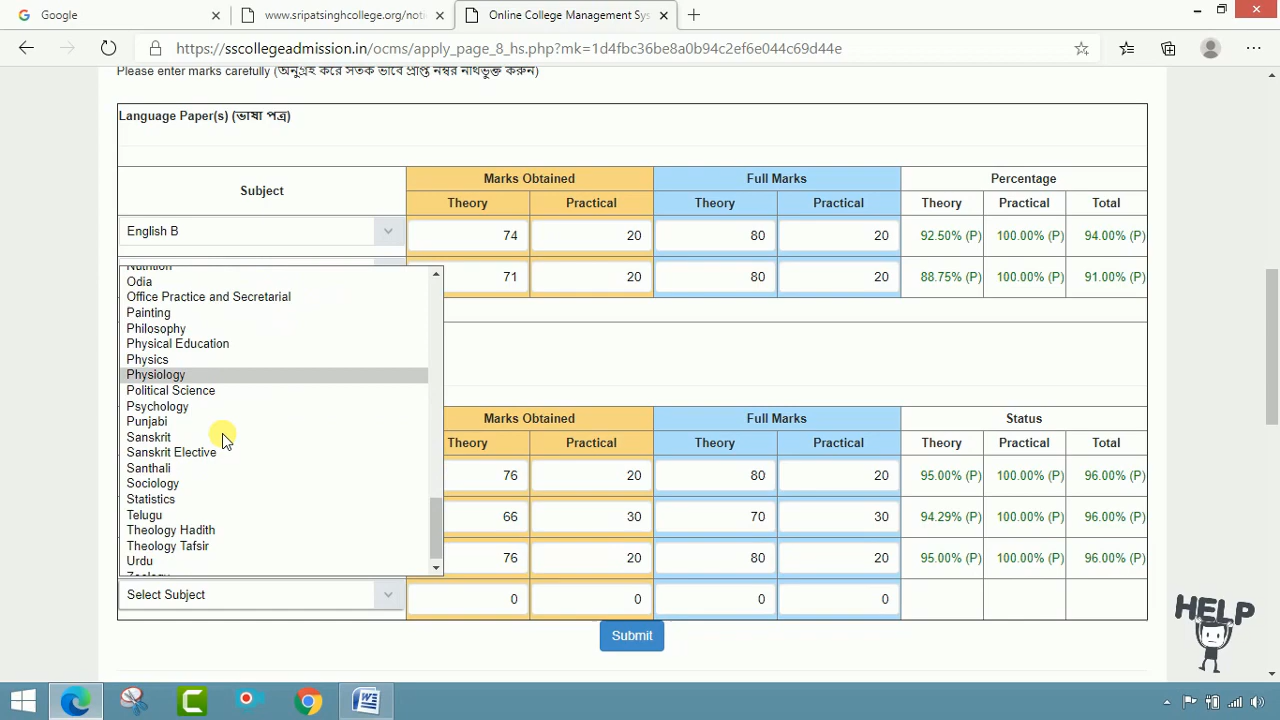 Google
www.sripatsinghcollege.org/note
Online College Management Sys
https://sscollegeadmission.in/ocms/apply_page_8_hs.php?mk=1d4fbc36be8a0b94c2ef6e044c69d44e
Please enter marks carefully (অনুগ্রহ করে সতর্ক ভাবে প্রাপ্ত নম্বর নথিভুক্ত করুন)
Language Paper(s) (ভাষা পত্র)
Subject Marks Obtained Full Marks Percentage
Theory Practical Theory Practical Theory Practical Total
English B 74 20 80 20 92.50% (P) 100.00% (P) 94.00% (P)
71 20 80 20 88.75% (P) 100.00% (P) 91.00% (P)
Nutrition
Odia
Office Practice and Secretarial
Painting
Philosophy
Physical Education
Physics
Physiology
Political Science
Psychology
Punjabi
Sanskrit
Sanskrit Elective
Santhali
Sociology
Statistics
Telugu
Theology Hadith
Theology Tafsir
Urdu
Zoology
Marks Obtained Full Marks Status
Theory Practical Theory Practical Theory Practical Total
76 20 80 20 95.00% (P) 100.00% (P) 96.00% (P)
66 30 70 30 94.29% (P) 100.00% (P) 96.00% (P)
76 20 80 20 95.00% (P) 100.00% (P) 96.00% (P)
Select Subject 0 0 0 0
Submit
HELP